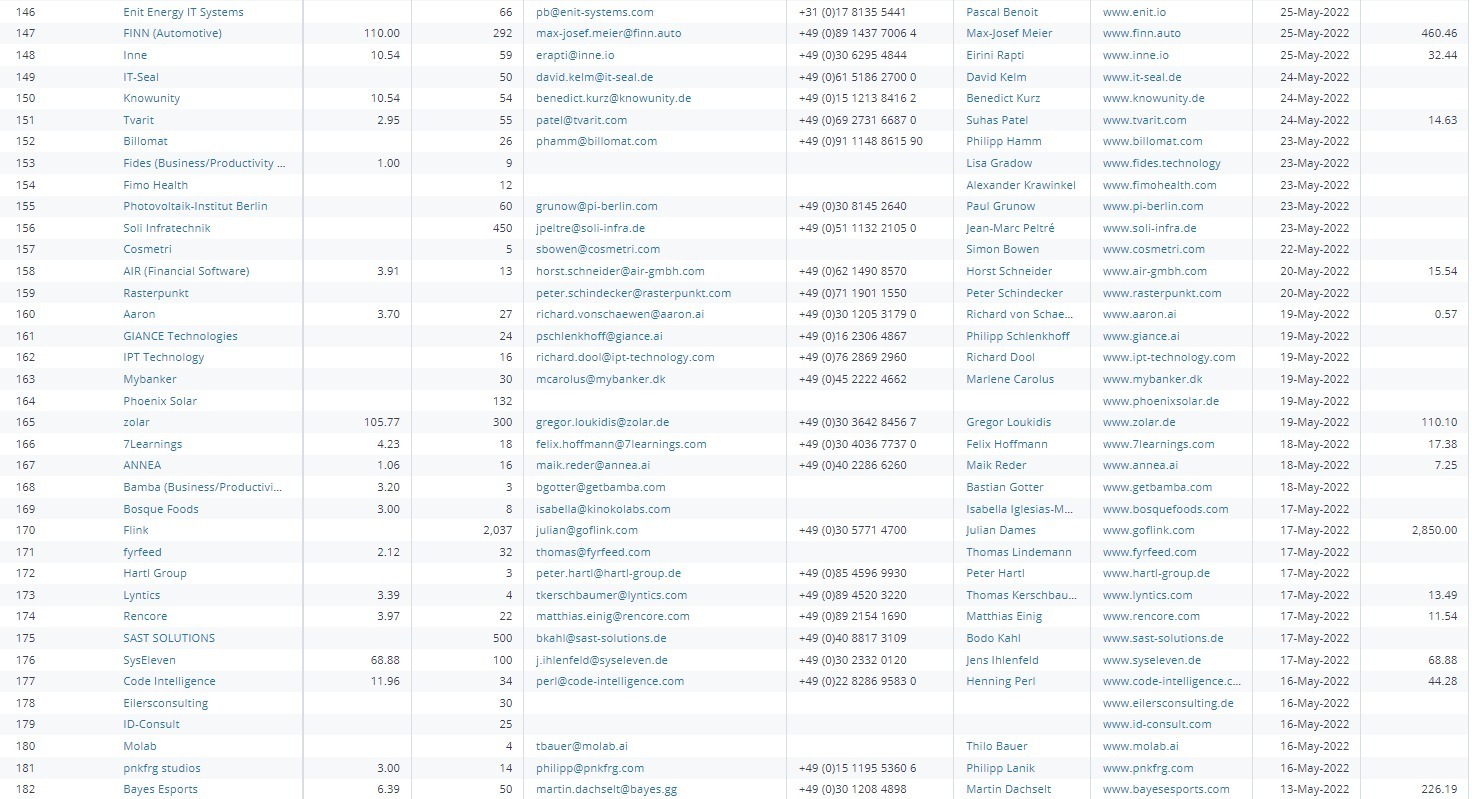 146 Enit Energy IT Systems 66 pb@enit-systems.com +31 (0)17 8135 5441 Pascal Benoit www.enit.io 25-May-2022
147 FINN (Automotive) 110.00 292 max-josef.meier@finn.auto +49 (0)89 1437 7006 4 Max-Josef Meier www.finn.auto 25-May-2022 460.46
148 Inne 10.54 59 erapti@inne.io +49 (0)30 6295 4844 Eirini Rapti www.inne.io 25-May-2022 32.44
149 IT-Seal 50 david.kelm@it-seal.de +49 (0)61 5186 2700 0 David Kelm www.it-seal.de 24-May-2022
150 Knowunity 10.54 54 benedict.kurz@knowunity.de +49 (0)15 1213 8416 2 Benedict Kurz www.knowunity.de 24-May-2022
151 Tvarit 2.95 55 patel@tvarit.com +49 (0)69 2731 6687 0 Suhas Patel www.tvarit.com 24-May-2022 14.63
152 Billomat 26 phamm@billomat.com +49 (0)91 1148 8615 90 Philipp Hamm www.billomat.com 23-May-2022
153 Fides (Business/Productivity ... 1.00 9 Lisa Gradow www.fides.technology 23-May-2022
154 Fimo Health 12 Alexander Krawinkel www.fimohealth.com 23-May-2022
155 Photovoltaik-Institut Berlin 60 grunow@pi-berlin.com +49 (0)30 8145 2640 Paul Grunow www.pi-berlin.com 23-May-2022
156 Soli Infratechnik 450 jpeltre@soli-infra.de +49 (0)51 1132 2105 0 Jean-Marc Peltré www.soli-infra.de 23-May-2022
157 Cosmetri 5 sbowen@cosmetri.com Simon Bowen www.cosmetri.com 22-May-2022
158 AIR (Financial Software) 3.91 13 horst.schneider@air-gmbh.com +49 (0)62 1490 8570 Horst Schneider www.air-gmbh.com 20-May-2022 15.54
159 Rasterpunkt peter.schindecker@rasterpunkt.com +49 (0)71 1901 1550 Peter Schindecker www.rasterpunkt.com 20-May-2022
160 Aaron 3.70 27 richard.vonschaewen@aaron.ai +49 (0)30 1205 3179 0 Richard von Schae... www.aaron.ai 19-May-2022 0.57
161 GIANCE Technologies 24 pschlenkhoff@giance.ai +49 (0)16 2306 4867 Philipp Schlenkhoff www.giance.ai 19-May-2022
162 IPT Technology 16 richard.dool@ipt-technology.com +49 (0)76 2869 2960 Richard Dool www.ipt-technology.com 19-May-2022
163 Mybanker 30 mcarolus@mybanker.dk +49 (0)45 2222 4662 Marlene Carolus www.mybanker.dk 19-May-2022
164 Phoenix Solar 132 www.phoenixsolar.de 19-May-2022
165 zolar 105.77 300 gregor.loukidis@zolar.de +49 (0)30 3642 8456 7 Gregor Loukidis www.zolar.de 19-May-2022 110.10
166 7Learnings 4.23 18 felix.hoffmann@7learnings.com +49 (0)30 4036 7737 0 Felix Hoffmann www.7learnings.com 18-May-2022 17.38
167 ANNEA 1.06 16 maik.reder@annea.ai +49 (0)40 2286 6260 Maik Reder www.annea.ai 18-May-2022 7.25
168 Bamba (Business/Productivi... 3.20 3 bgotter@getbamba.com Bastian Gotter www.getbamba.com 18-May-2022
169 Bosque Foods 3.00 8 isabella@kinokolabs.com Isabella Iglesias-M... www.bosquefoods.com 17-May-2022
170 Flink 2,037 julian@goflink.com +49 (0)30 5771 4700 Julian Dames www.goflink.com 17-May-2022 2,850.00
171 fyrfeed 2.12 32 thomas@fyrfeed.com Thomas Lindemann www.fyrfeed.com 17-May-2022
172 Hartl Group 3 peter.hartl@hartl-group.de +49 (0)85 4596 9930 Peter Hartl www.hartl-group.de 17-May-2022
173 Lyntics 3.39 4 tkerschbaumer@lyntics.com +49 (0)89 4520 3220 Thomas Kerschbau... www.lyntics.com 17-May-2022 13.49
174 Rencore 3.97 22 matthias.einig@rencore.com +49 (0)89 2154 1690 Matthias Einig www.rencore.com 17-May-2022 11.54
175 SAST SOLUTIONS 500 bkahl@sast-solutions.de +49 (0)40 8817 3109 Bodo Kahl www.sast-solutions.de 17-May-2022
176 SysEleven 68.88 100 j.ihlenfeld@syseleven.de +49 (0)30 2332 0120 Jens Ihlenfeld www.syseleven.de 17-May-2022 68.88
177 Code Intelligence 11.96 34 perl@code-intelligence.com +49 (0)22 8286 9583 0 Henning Perl www.code-intelligence.c... 16-May-2022 44.28
178 Eilersconsulting 30 www.eilersconsulting.de 16-May-2022
179 ID-Consult 25 www.id-consult.com 16-May-2022
180 Molab 4 tbauer@molab.ai Thilo Bauer www.molab.ai 16-May-2022
181 pnkfrg studios 3.00 14 philipp@pnkfrg.com +49 (0)15 1195 5360 6 Philipp Lanik www.pnkfrg.com 16-May-2022
182 Bayes Esports 6.39 50 martin.dachselt@bayes.gg +49 (0)30 1208 4898 Martin Dachselt www.bayesesports.com 13-May-2022 226.19